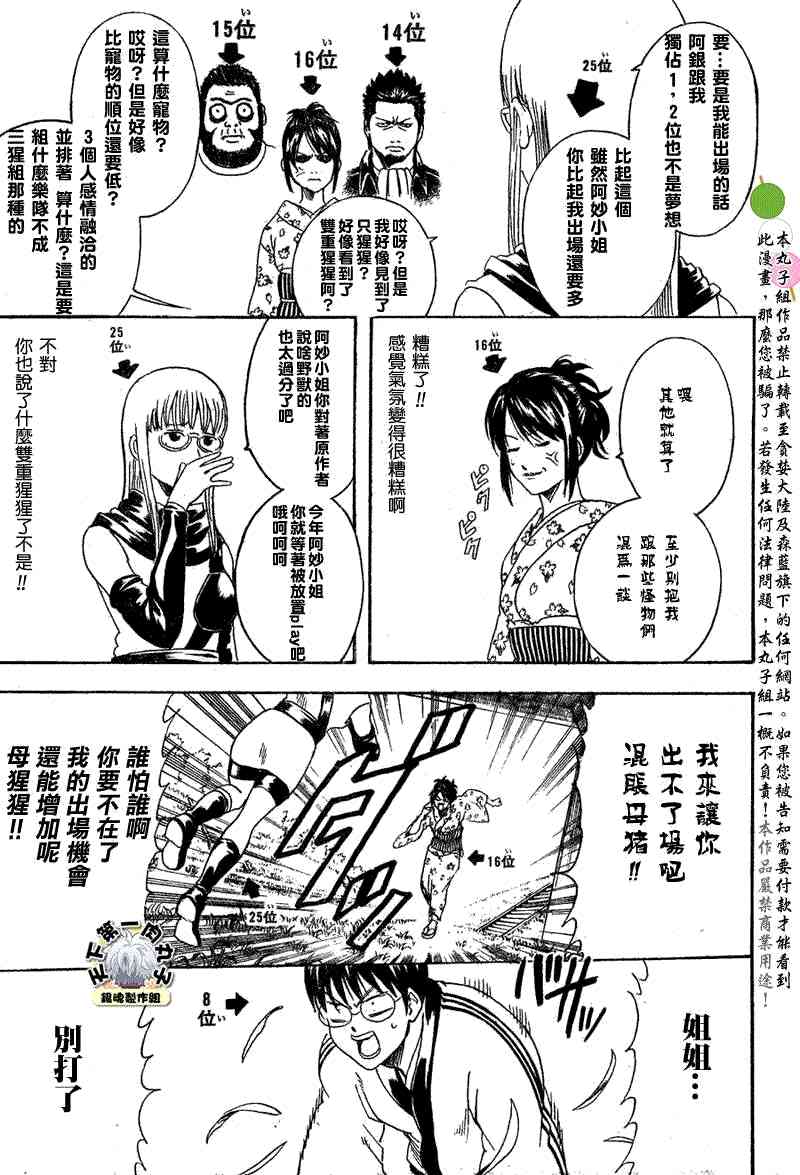 要…要是我能出場的話
阿銀跟我
獨佔1,2位也不是夢想
25位
比起這個
雖然阿妙小姐
你比起我出場還要多
14位
16位
15位
哎呀？但是
我好像見到了
只猩猩？
好像看到了
雙重猩猩阿？
這算什麼寵物？
哎呀？但是好像
比寵物的順位還要低？
3個人感情融洽的
並排著 算什麼？這是要
組什麼樂隊不成
三猩組那種的
嘿
其他就算了
至少別把我
跟那些怪物們
混為一談
16位
ピクピク
糟糕了!!
感覺氣氛變得很糟糕啊
阿妙小姐你對著原作者
說啥野獸的
也太過分了吧
今年阿妙小姐
你就等著被放置play吧
哦呵呵呵
25位
不對
你也說了什麼雙重猩猩了不是!!
我來讓你
出不了場吧
混賬母豬!!
16位
ゴゴゴ
25位
誰怕誰啊
你要不在了
我的出場機會
還能增加呢
母猩猩!!
姐姐…
8位
別打了
天下第一肉丸子
銀魂製作組
本丸子組作品禁止轉載至貪婪大陸及森藍旗下的任何網站。如果您被告知需要付款才能看到
此漫畫，那麼您被騙了。若發生任何法律問題，本丸子組一概不負責！本作品嚴禁商業用途！